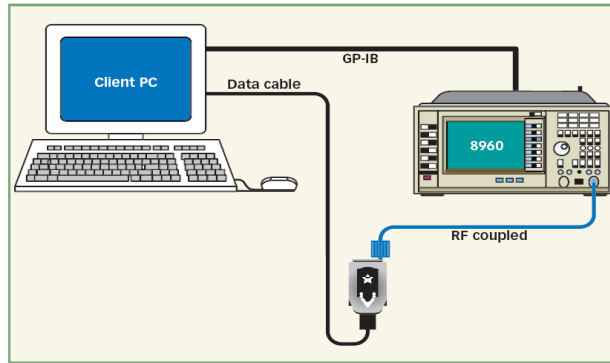 GP-IB
Client PC
Data cable
8960
RF coupled